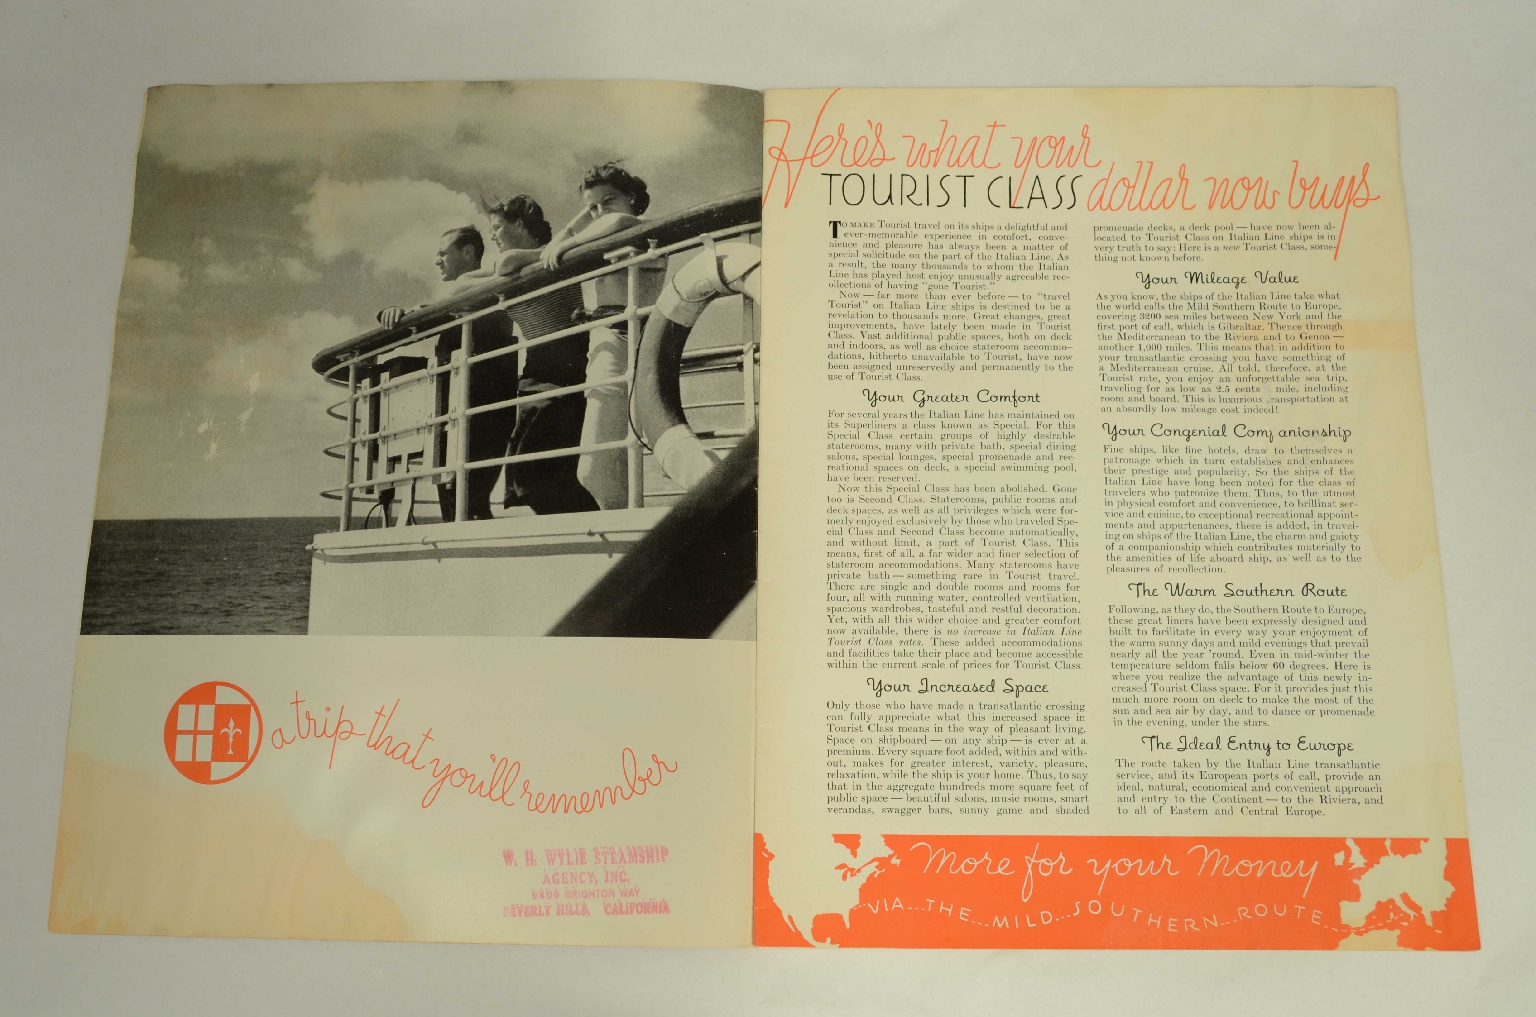 a trip that you'll remember
W. H. WYLIE STEAMSHIP
AGENCY, INC.
9459 BRIGHTON WAY
BEVERLY HILLS, CALIFORNIA
Here's what your
TOURIST CLASS dollar now buys
TO MAKE Tourist travel on its ships a delightful and
ever-memorable experience in comfort, conve-
nience and pleasure has always been a matter of
special solicitude on the part of the Italian Line. As
a result, the many thousands to whom the Italian
Line has played host enjoy unusually agreeable rec-
ollections of having "gone Tourist."
Now — far more than ever before — to "travel
Tourist" on Italian Line ships is destined to be a
revelation to thousands more. Great changes, great
improvements, have lately been made in Tourist
Class. Vast additional public spaces, both on deck
and indoors, as well as choice stateroom accommo-
dations, hitherto unavailable to Tourist, have now
been assigned unreservedly and permanently to the
use of Tourist Class.
Your Greater Comfort
For several years the Italian Line has maintained on
its Superliners a class known as Special. For this
Special Class certain groups of highly desirable
staterooms, many with private bath, special dining
salons, special lounges, special promenade and rec-
reational spaces on deck, a special swimming pool,
have been reserved.
Now this Special Class has been abolished. Gone
too is Second Class. Staterooms, public rooms and
deck spaces, as well as all privileges which were for-
merly enjoyed exclusively by those who traveled Spe-
cial Class and Second Class become automatically,
and without limit, a part of Tourist Class. This
means, first of all, a far wider and finer selection of
stateroom accommodations. Many staterooms have
private bath — something rare in Tourist travel.
There are single and double rooms and rooms for
four, all with running water, controlled ventilation,
spacious wardrobes, tasteful and restful decoration.
Yet, with all this wider choice and greater comfort
now available, there is no increase in Italian Line
Tourist Class rates. These added accommodations
and facilities take their place and become accessible
within the current scale of prices for Tourist Class.
Your Increased Space
Only those who have made a transatlantic crossing
can fully appreciate what this increased space in
Tourist Class means in the way of pleasant living.
Space on shipboard — on any ship — is ever at a
premium. Every square foot added, within and with-
out, makes for greater interest, variety, pleasure,
relaxation, while the ship is your home. Thus, to say
that in the aggregate hundreds more square feet of
public space — beautiful salons, music rooms, smart
verandas, swagger bars, sunny game and shaded
promenade decks, a deck pool — have now been al-
located to Tourist Class on Italian Line ships is in
very truth to say: Here is a new Tourist Class, some-
thing not known before.
Your Mileage Value
As you know, the ships of the Italian Line take what
the world calls the Mild Southern Route to Europe,
covering 3200 sea miles between New York and the
first port of call, which is Gibraltar. Thence through
the Mediterranean to the Riviera and to Genoa —
another 1,000 miles. This means that in addition to
your transatlantic crossing you have something of
a Mediterranean cruise. All told, therefore, at the
Tourist rate, you enjoy an unforgettable sea trip,
traveling for as low as 2.5 cents mile, including
room and board. This is luxurious transportation at
an absurdly low mileage cost indeed!
Your Congenial Companionship
Fine ships, like fine hotels, draw to themselves a
patronage which in turn establishes and enhances
their prestige and popularity. So the ships of the
Italian Line have long been noted for the class of
travelers who patronize them. Thus, to the utmost
in physical comfort and convenience, to brillinat ser-
vice and cuisine, to exceptional recreational appoint-
ments and appurtenances, there is added, in travel-
ing on ships of the Italian Line, the charm and gaiety
of a companionship which contributes materially to
the amenities of life aboard ship, as well as to the
pleasures of recollection.
The Warm Southern Route
Following, as they do, the Southern Route to Europe,
these great liners have been expressly designed and
built to facilitate in every way your enjoyment of
the warm sunny days and mild evenings that prevail
nearly all the year 'round. Even in mid-winter the
temperature seldom falls below 60 degrees. Here is
where you realize the advantage of this newly in-
creased Tourist Class space. For it provides just this
much more room on deck to make the most of the
sun and sea air by day, and to dance or promenade
in the evening, under the stars.
The Ideal Entry to Europe
The route taken by the Italian Line transatlantic
service, and its European ports of call, provide an
ideal, natural, economical and convenient approach
and entry to the Continent — to the Riviera, and
to all of Eastern and Central Europe.
More for your Money
VIA...THE...MILD...SOUTHERN...ROUTE